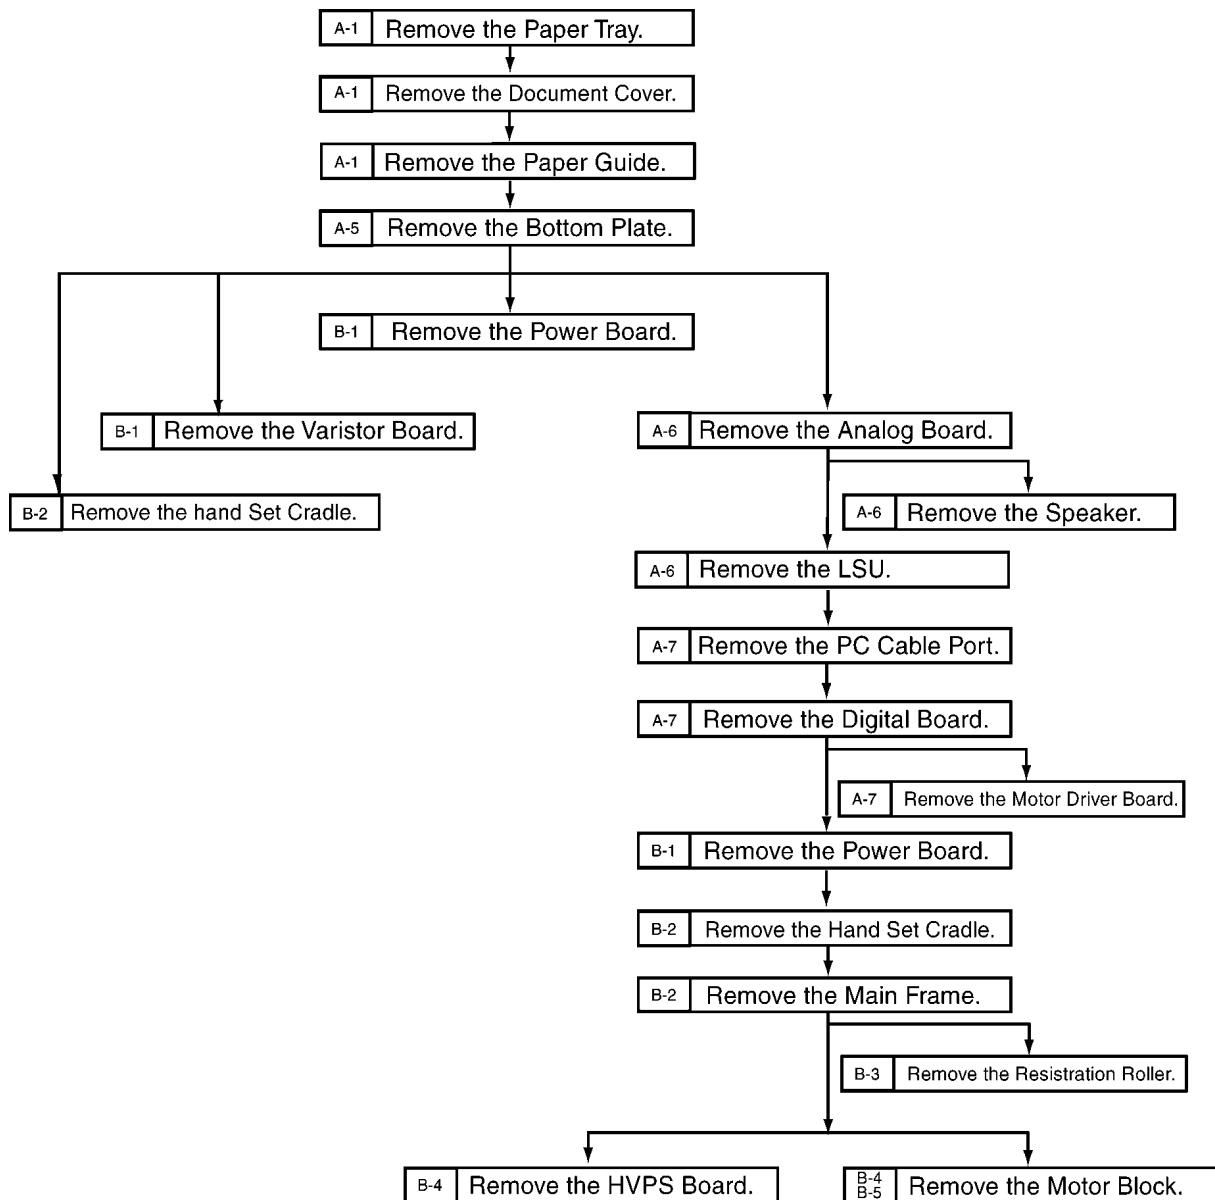 A-1 Remove the Paper Tray.
A-1 Remove the Document Cover.
A-1 Remove the Paper Guide.
A-5 Remove the Bottom Plate.
B-1 Remove the Power Board.
B-1 Remove the Varistor Board.
A-6 Remove the Analog Board.
B-2 Remove the hand Set Cradle.
A-6 Remove the Speaker.
A-6 Remove the LSU.
A-7 Remove the PC Cable Port.
A-7 Remove the Digital Board.
A-7 Remove the Motor Driver Board.
B-1 Remove the Power Board.
B-2 Remove the Hand Set Cradle.
B-2 Remove the Main Frame.
B-3 Remove the Resistration Roller.
B-4 Remove the HVPS Board.
B-4
B-5 Remove the Motor Block.